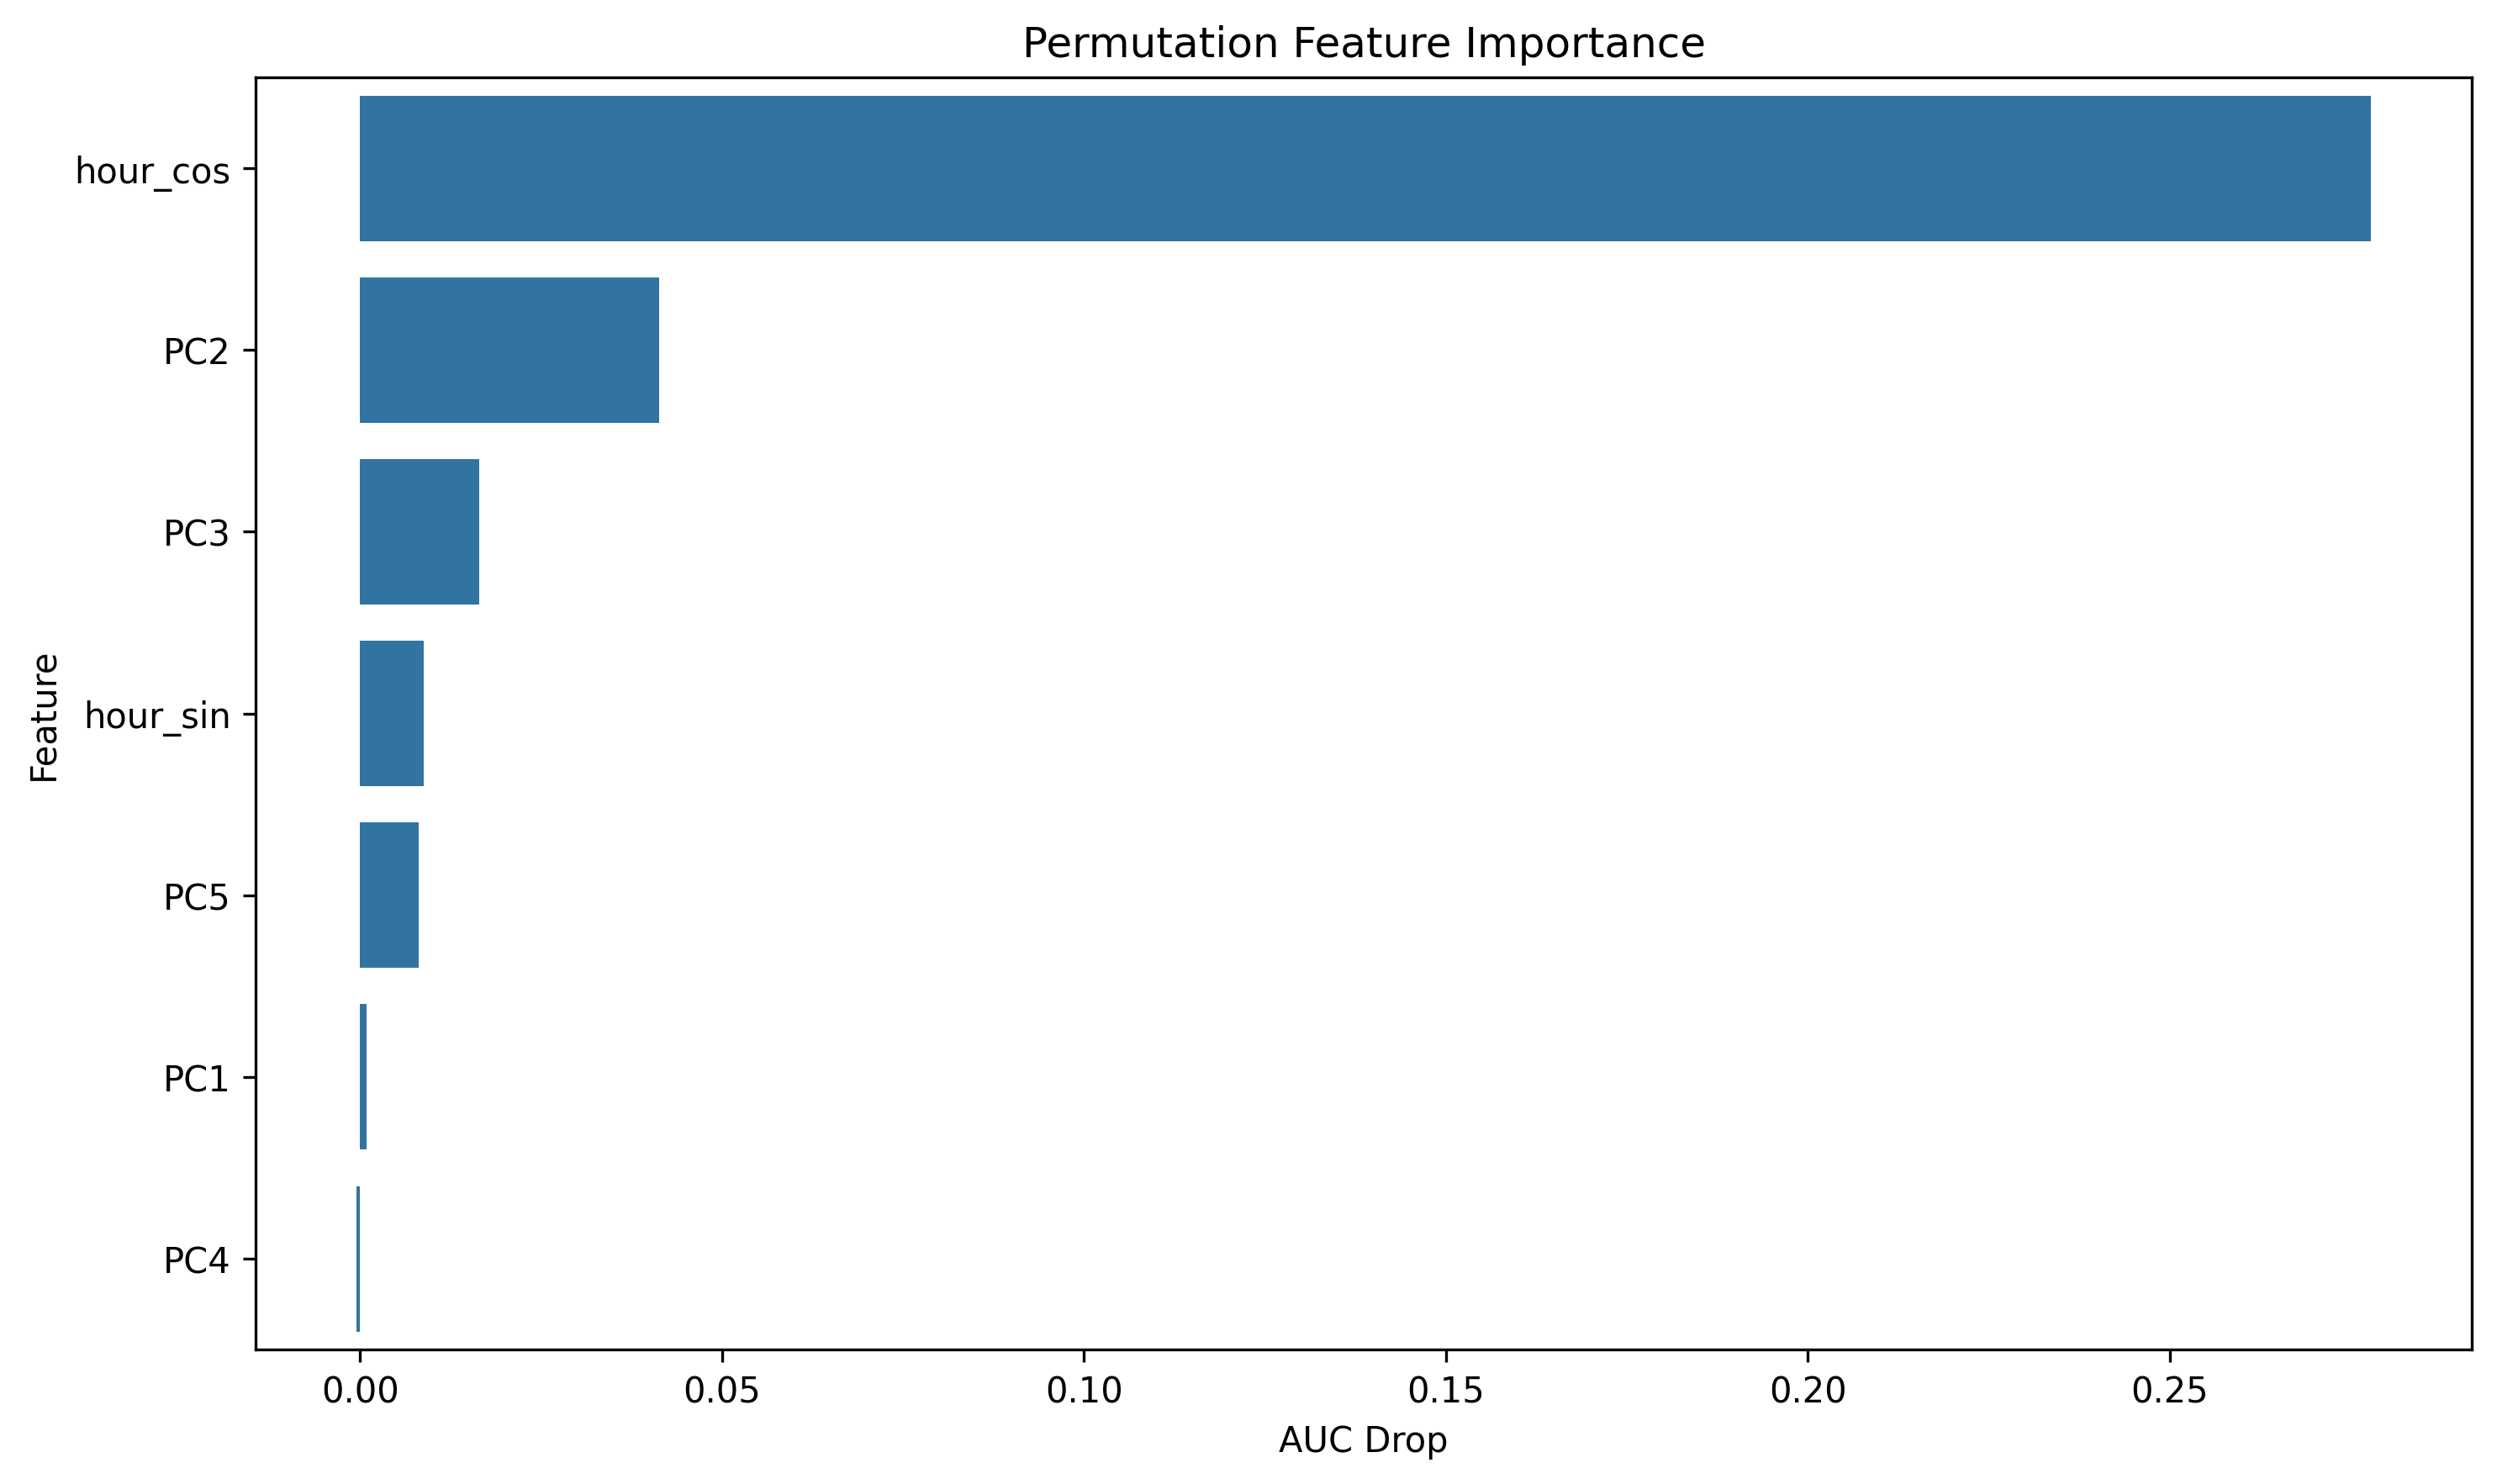 Permutation Feature Importance
hour_cos
PC2
PC3
hour_sin
PC5
PC1
PC4
Feature
0.00 0.05 0.10 0.15 0.20 0.25
AUC Drop